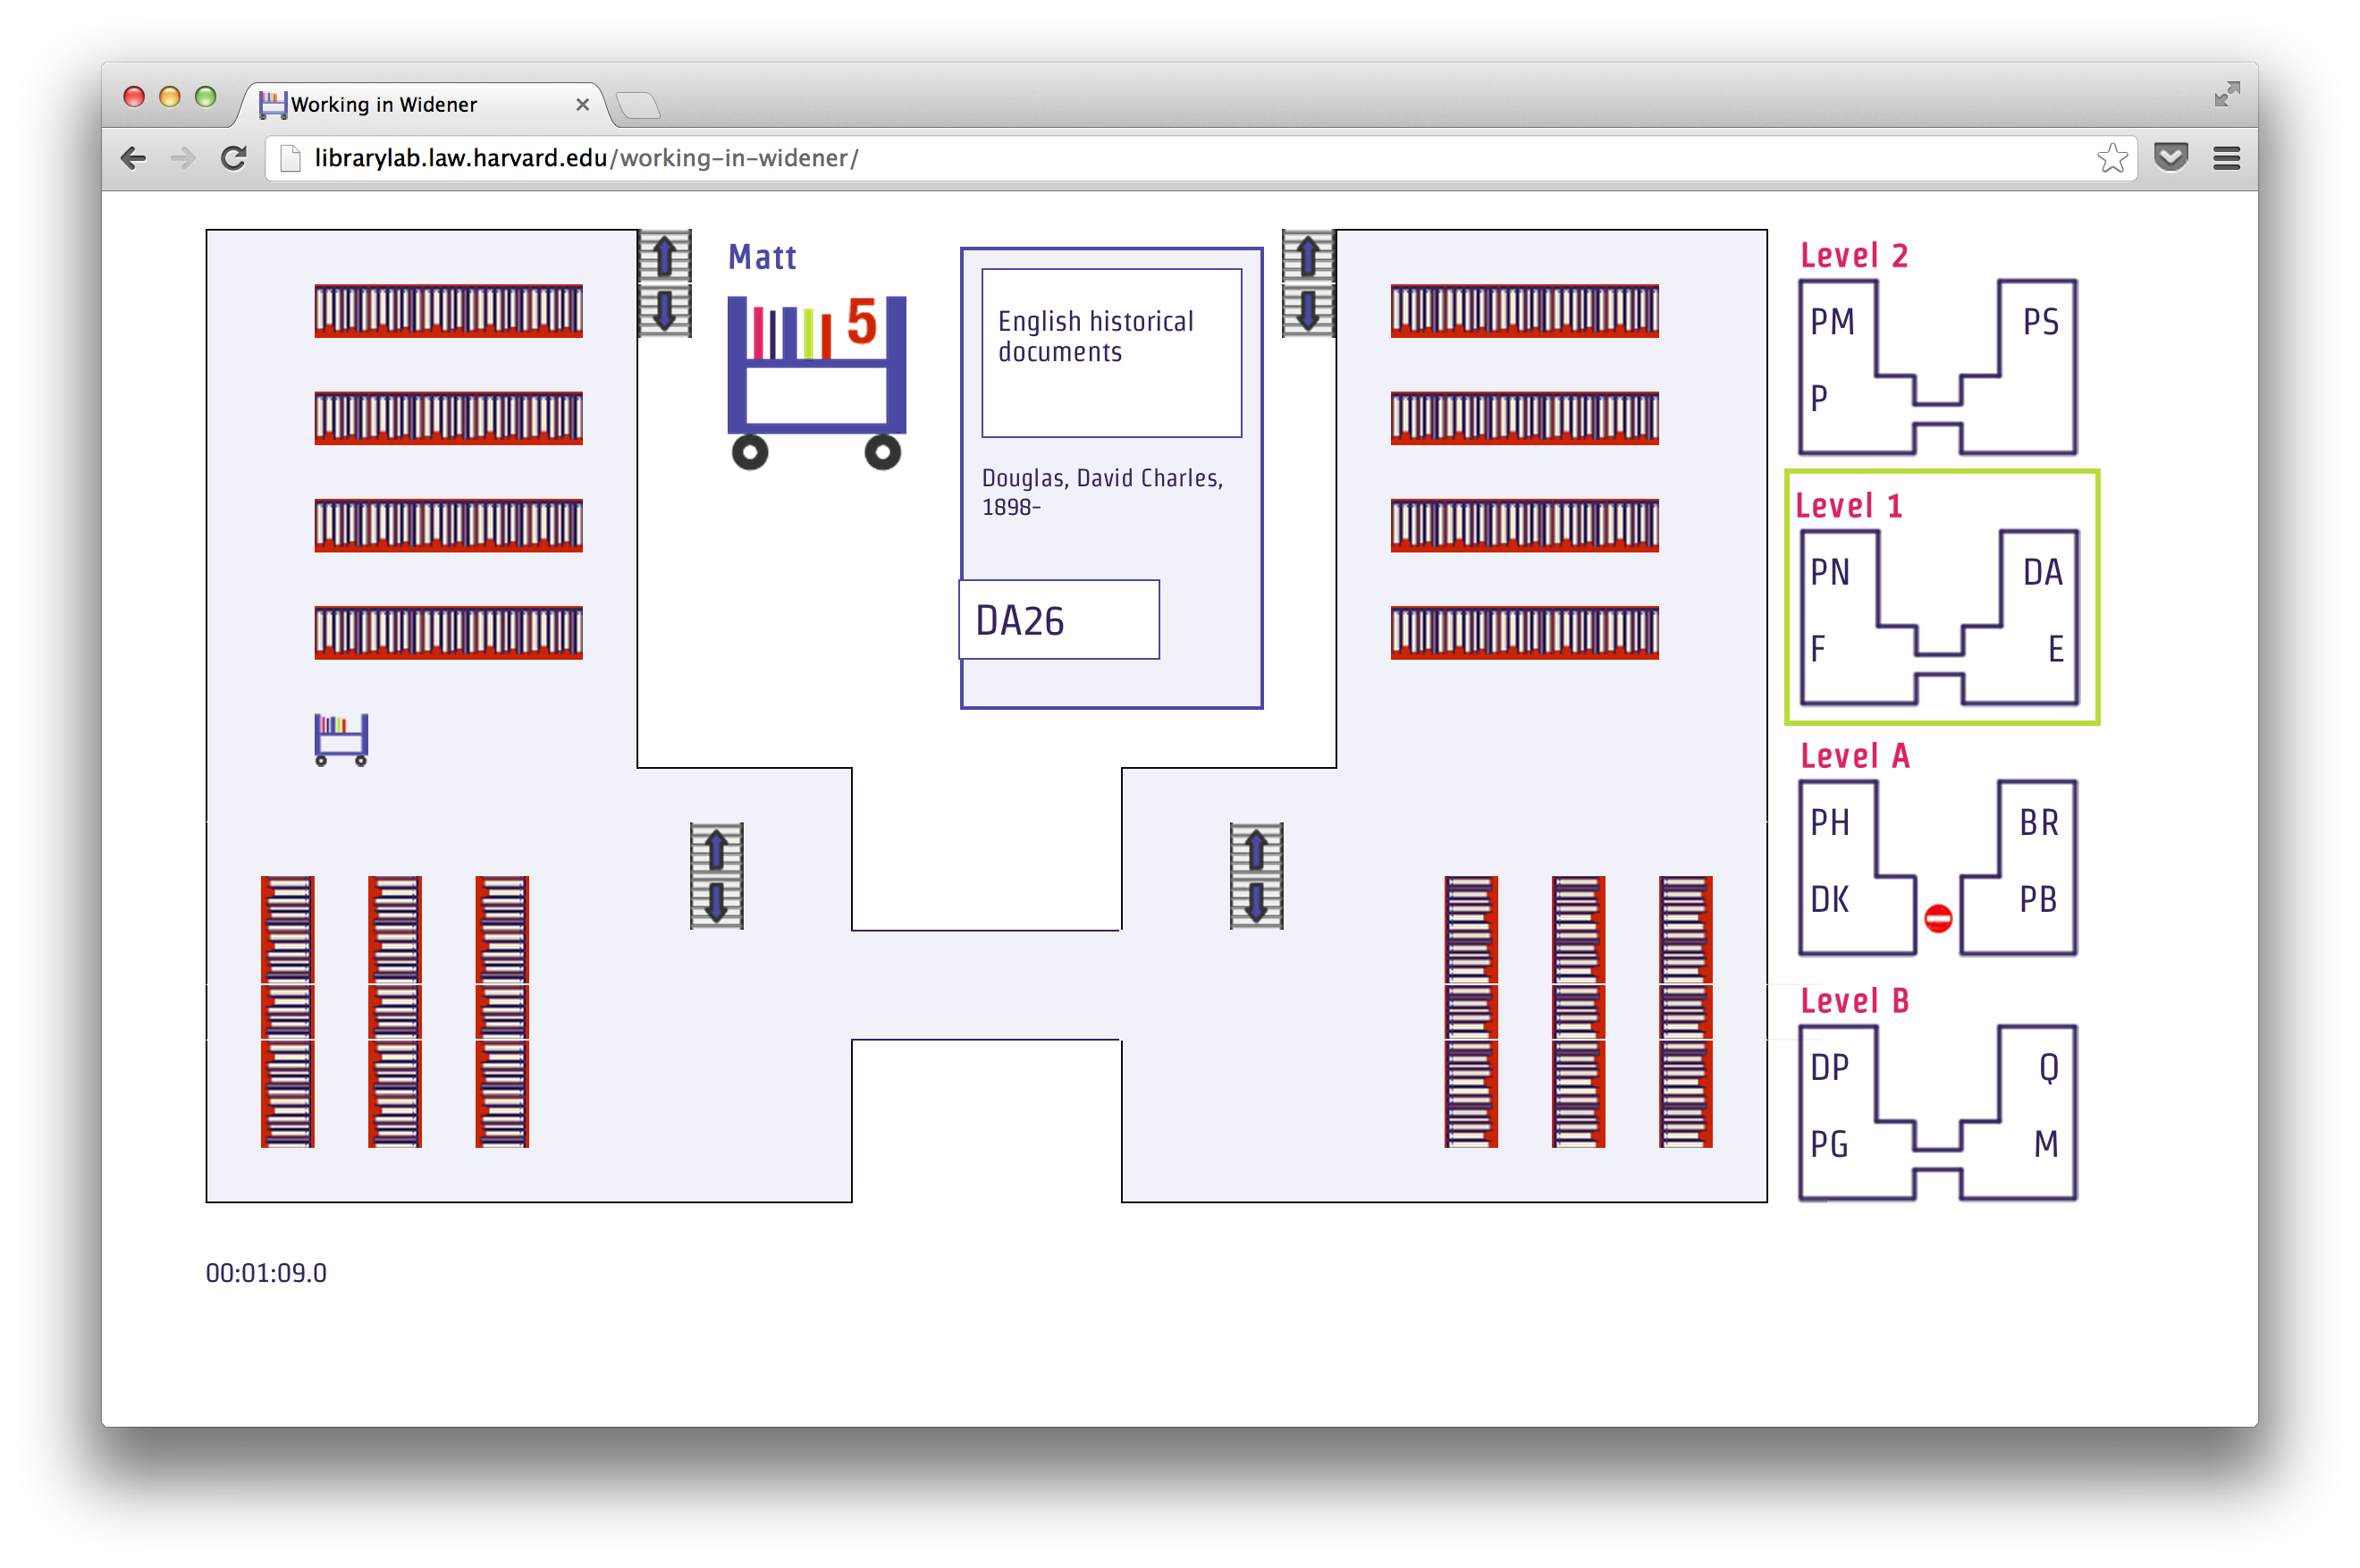 Working in Widener
librarylab.law.harvard.edu/working-in-widener/
Matt
5
English historical
documents
Douglas, David Charles,
1898-
DA26
Level 2
PM PS
P
Level 1
PN DA
F E
Level A
PH BR
DK PB
Level B
DP Q
PG M
00:01:09.0